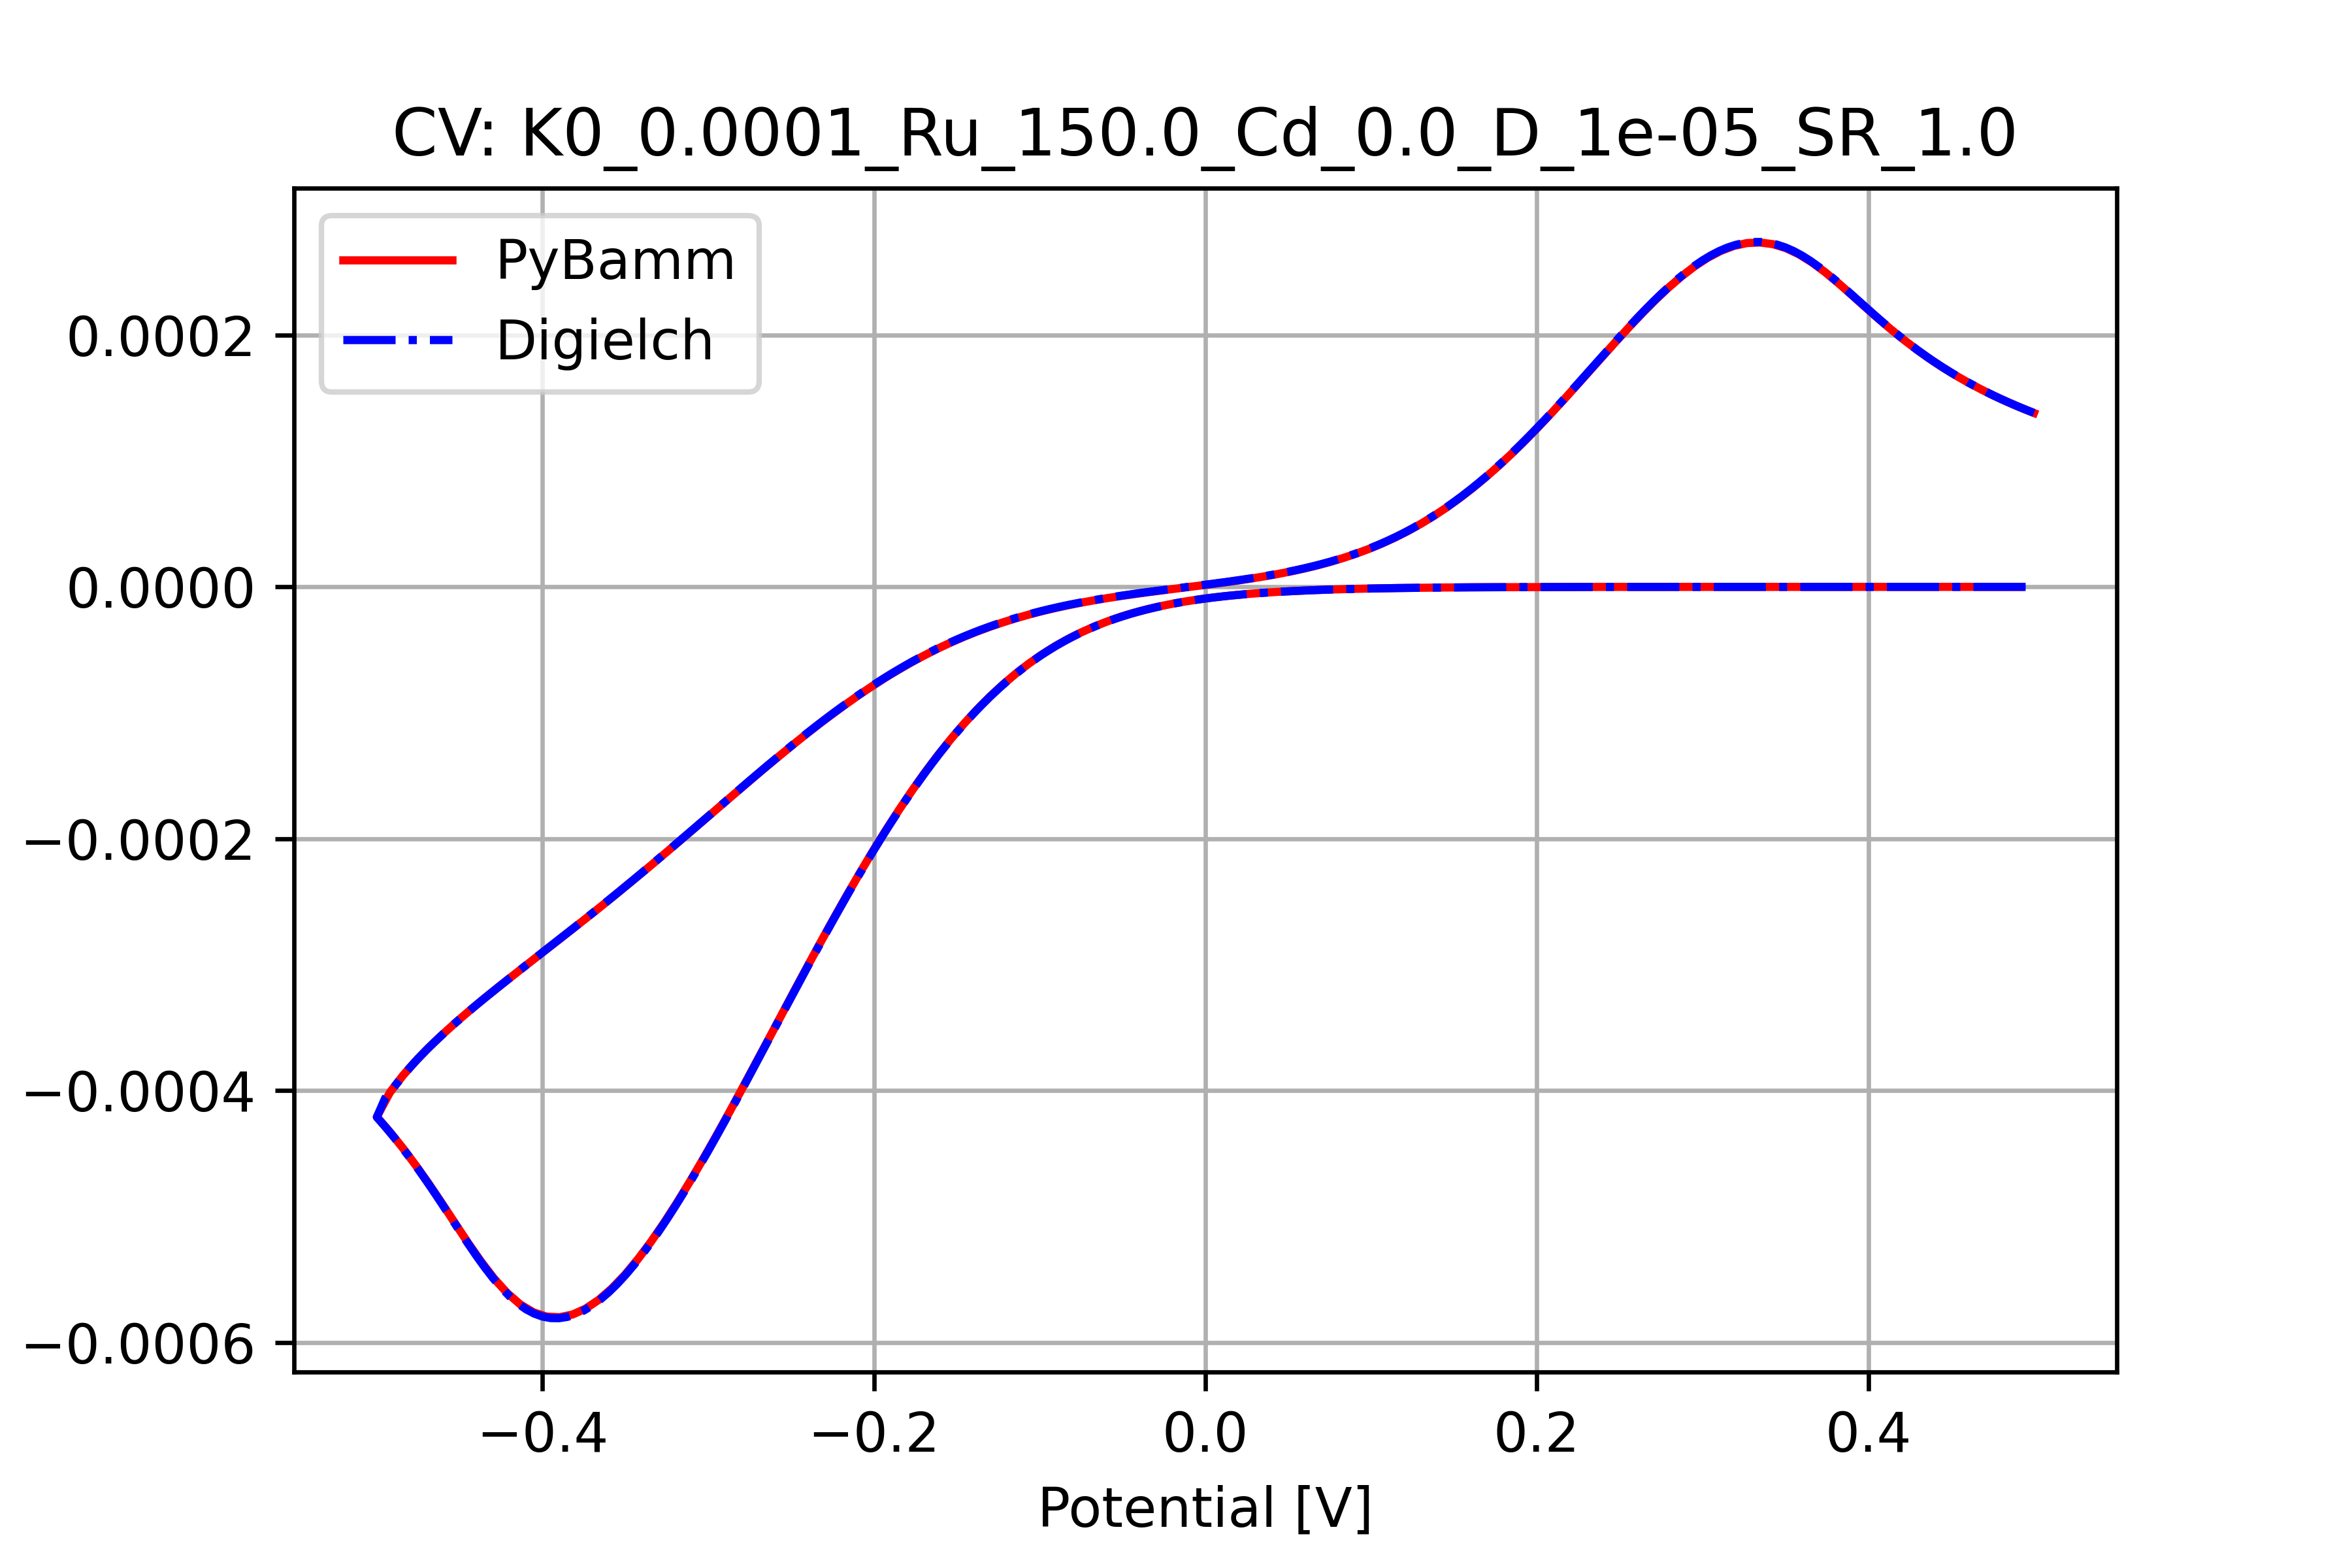 CV: K0_0.0001_Ru_150.0_Cd_0.0_D_1e-05_SR_1.0
PyBamm
Digielch
0.0002
0.0000
−0.0002
−0.0004
−0.0006
−0.4 −0.2 0.0 0.2 0.4
Potential [V]